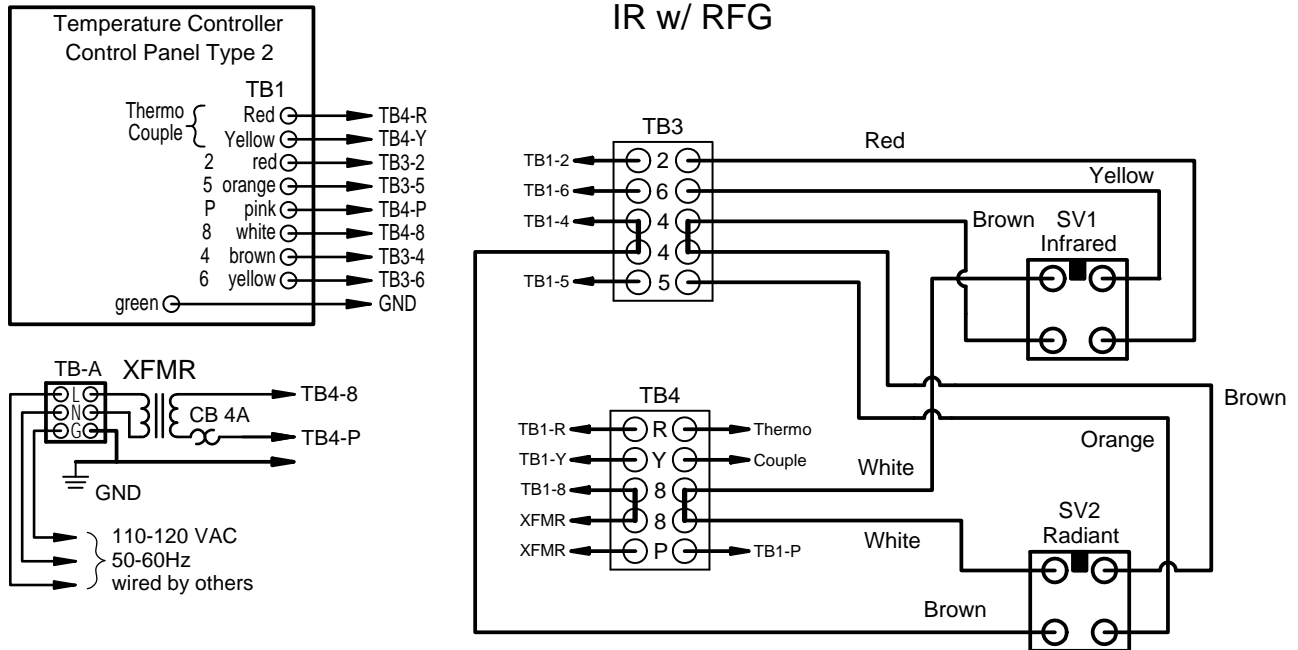 IR w/ RFG
Temperature Controller
Control Panel Type 2
TB1
Thermo
Couple
Red TB4-R
Yellow TB4-Y
2 red TB3-2
5 orange TB3-5
P pink TB4-P
8 white TB4-8
4 brown TB3-4
6 yellow TB3-6
green GND
TB-A XFMR
L
N
G
TB4-8
CB 4A
TB4-P
GND
110-120 VAC
50-60Hz
wired by others
TB3
TB1-2 2
TB1-6 6
TB1-4 4
4
TB1-5 5
Red
Yellow
Brown
SV1
Infrared
Brown
Orange
TB4
TB1-R R Thermo
TB1-Y Y Couple
TB1-8 8
XFMR 8
XFMR P TB1-P
White
White
SV2
Radiant
Brown